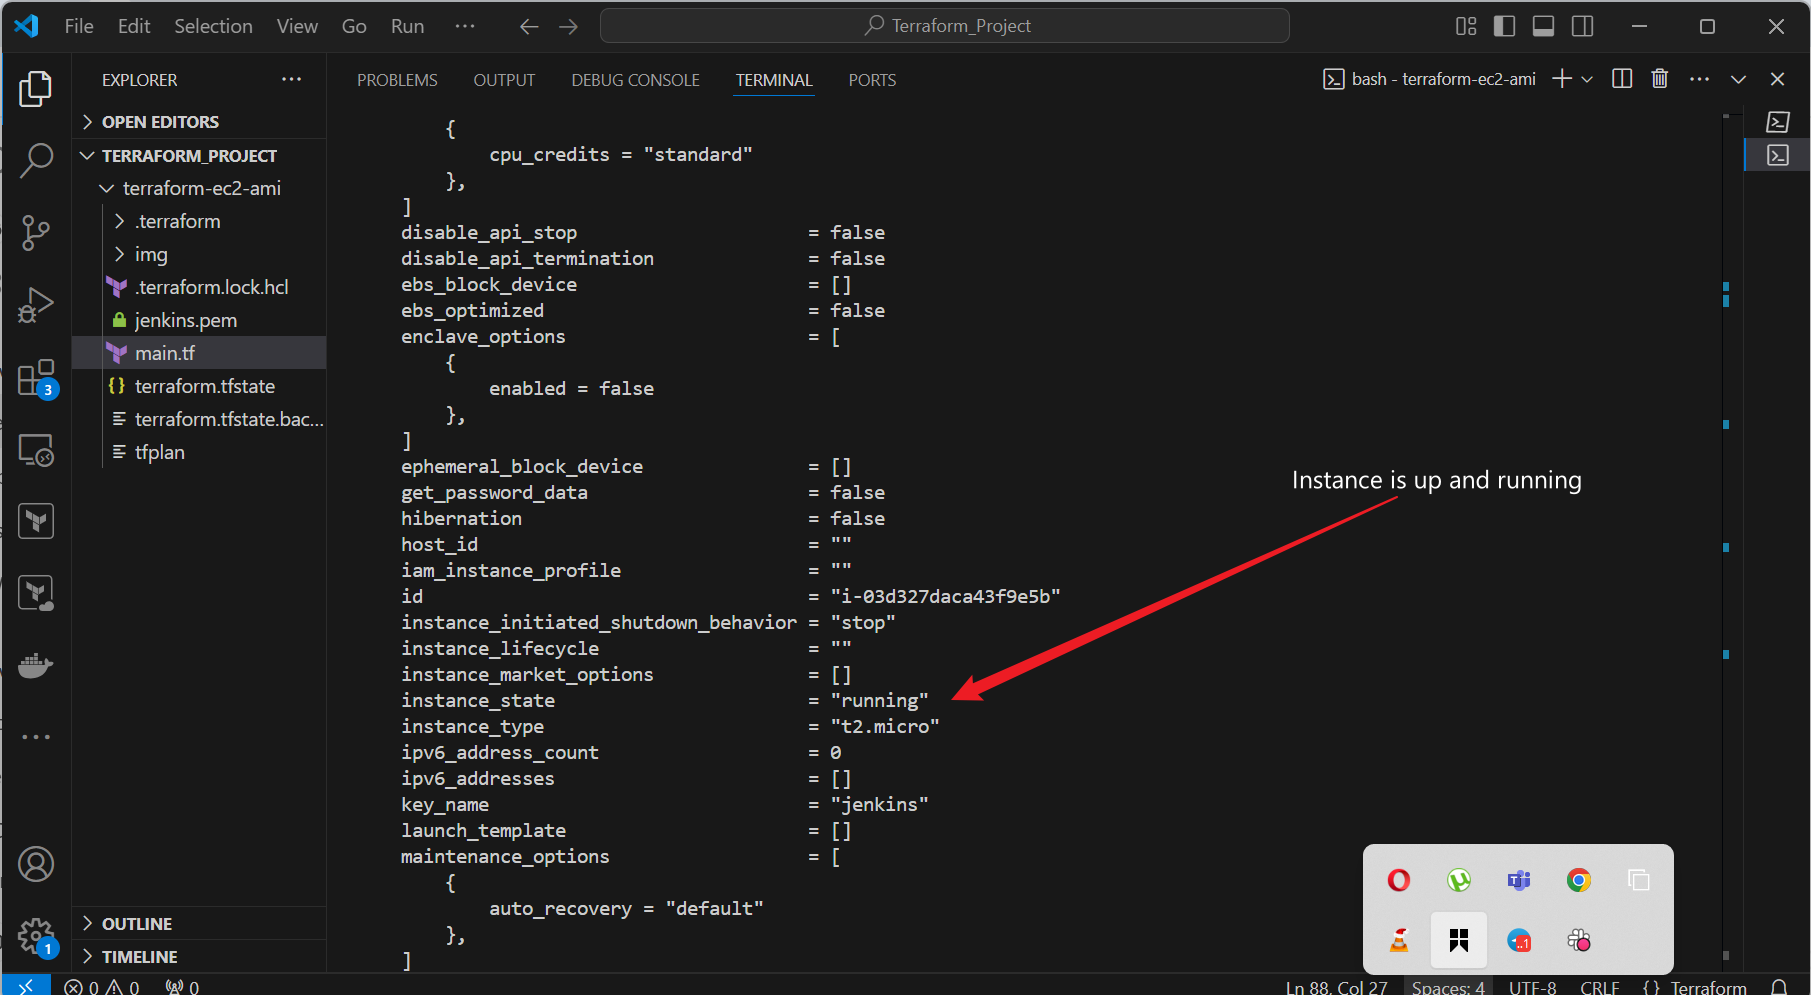 File Edit Selection View Go Run ···
Terraform_Project
EXPLORER
OPEN EDITORS
TERRAFORM_PROJECT
terraform-ec2-ami
.terraform
img
.terraform.lock.hcl
jenkins.pem
main.tf
terraform.tfstate
terraform.tfstate.bac...
tfplan
OUTLINE
TIMELINE
3
1
PROBLEMS OUTPUT DEBUG CONSOLE TERMINAL PORTS
bash - terraform-ec2-ami
{
cpu_credits = "standard"
},
]
disable_api_stop = false
disable_api_termination = false
ebs_block_device = []
ebs_optimized = false
enclave_options = [
{
enabled = false
},
]
ephemeral_block_device = []
get_password_data = false
hibernation = false
host_id = ""
iam_instance_profile = ""
id = "i-03d327daca43f9e5b"
instance_initiated_shutdown_behavior = "stop"
instance_lifecycle = ""
instance_market_options = []
instance_state = "running"
instance_type = "t2.micro"
ipv6_address_count = 0
ipv6_addresses = []
key_name = "jenkins"
launch_template = []
maintenance_options = [
{
auto_recovery = "default"
},
]
Instance is up and running
0 0 0
Ln 88, Col 27 Spaces: 4 UTF-8 CRLF {} Terraform